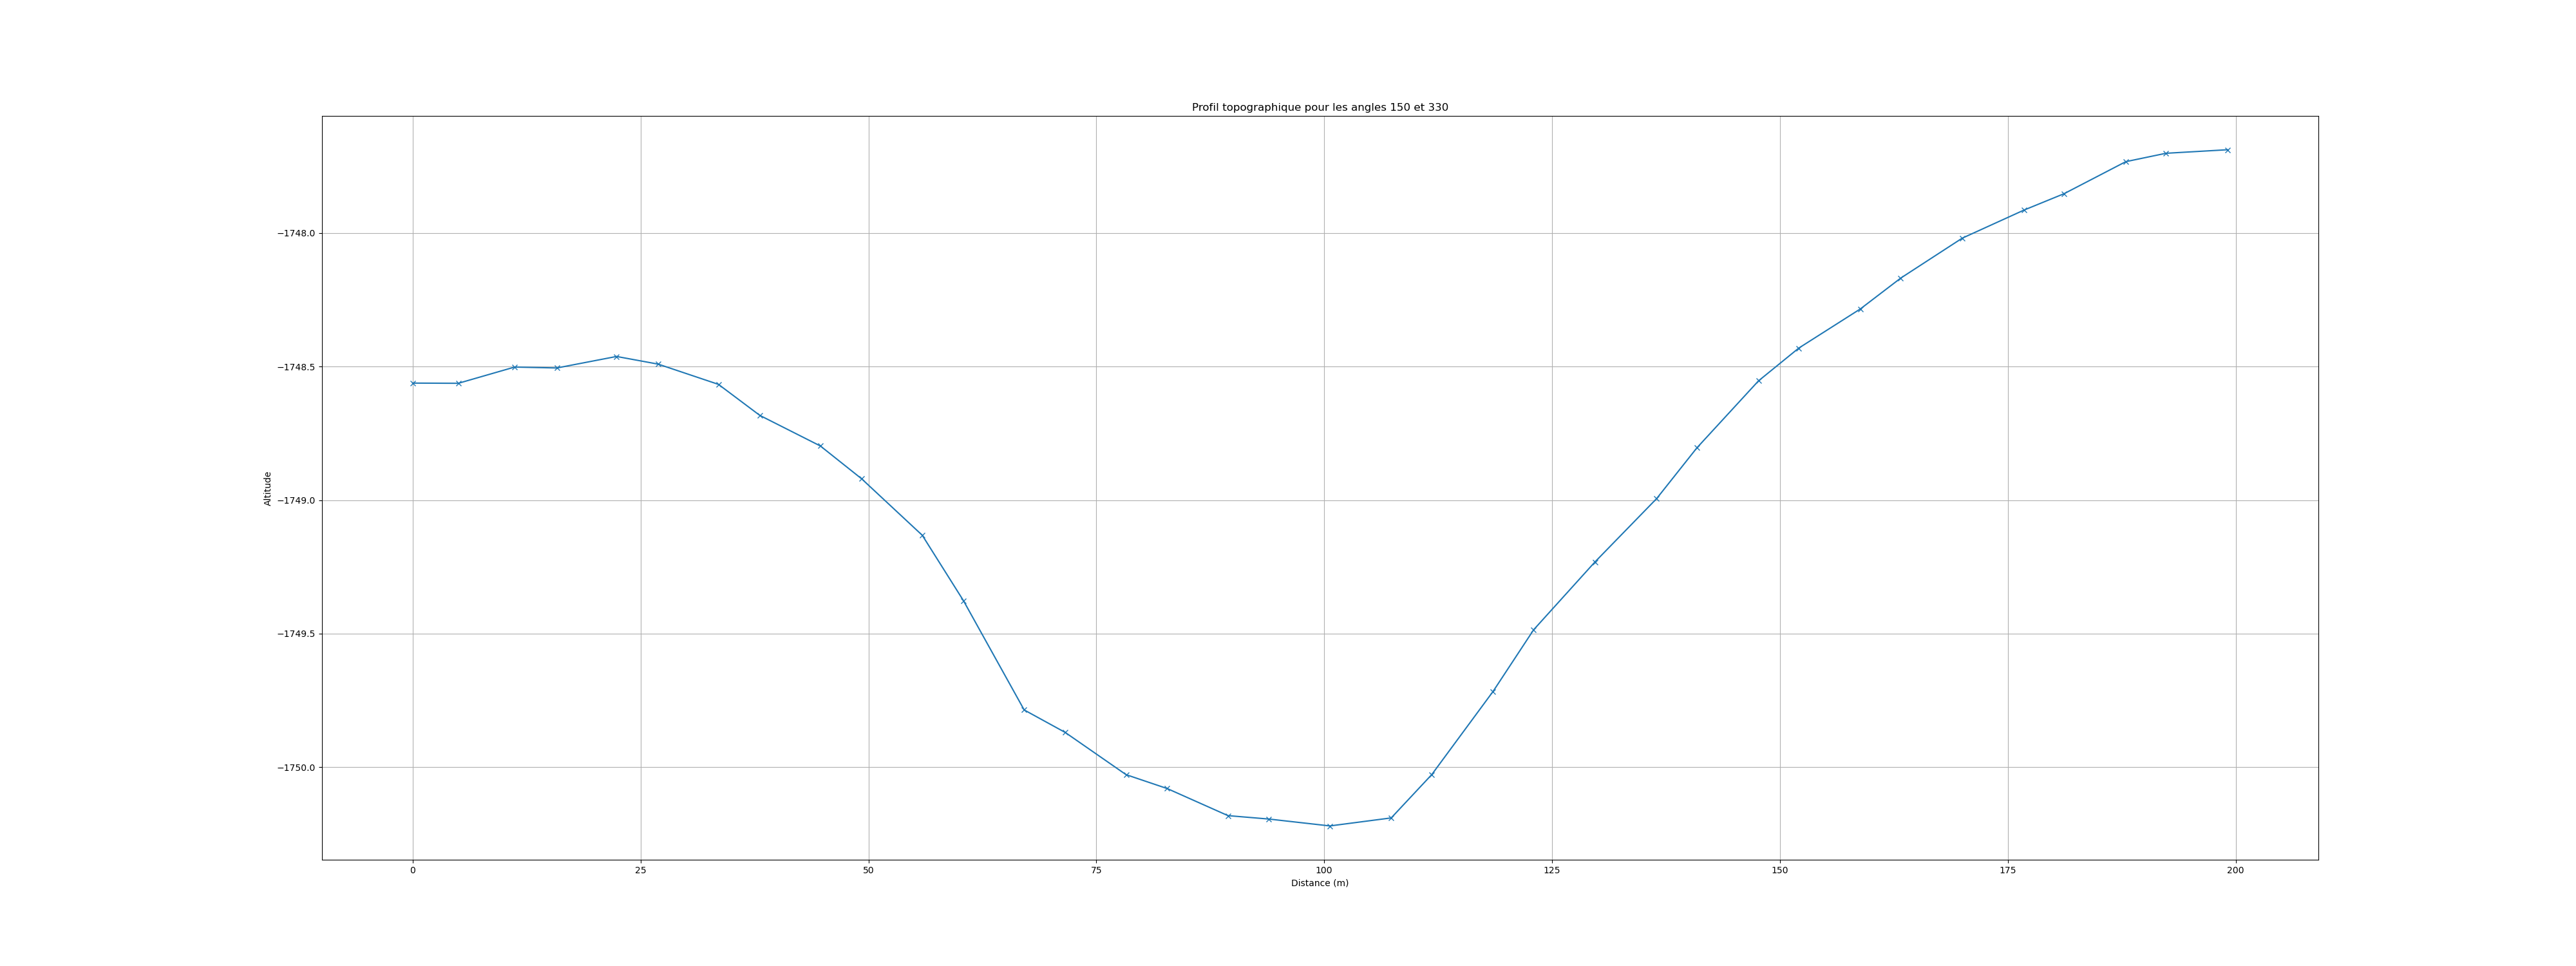 Profil topographique pour les angles 150 et 330
Altitude
−1748.0
−1748.5
−1749.0
−1749.5
−1750.0
0 25 50 75 100 125 150 175 200
Distance (m)